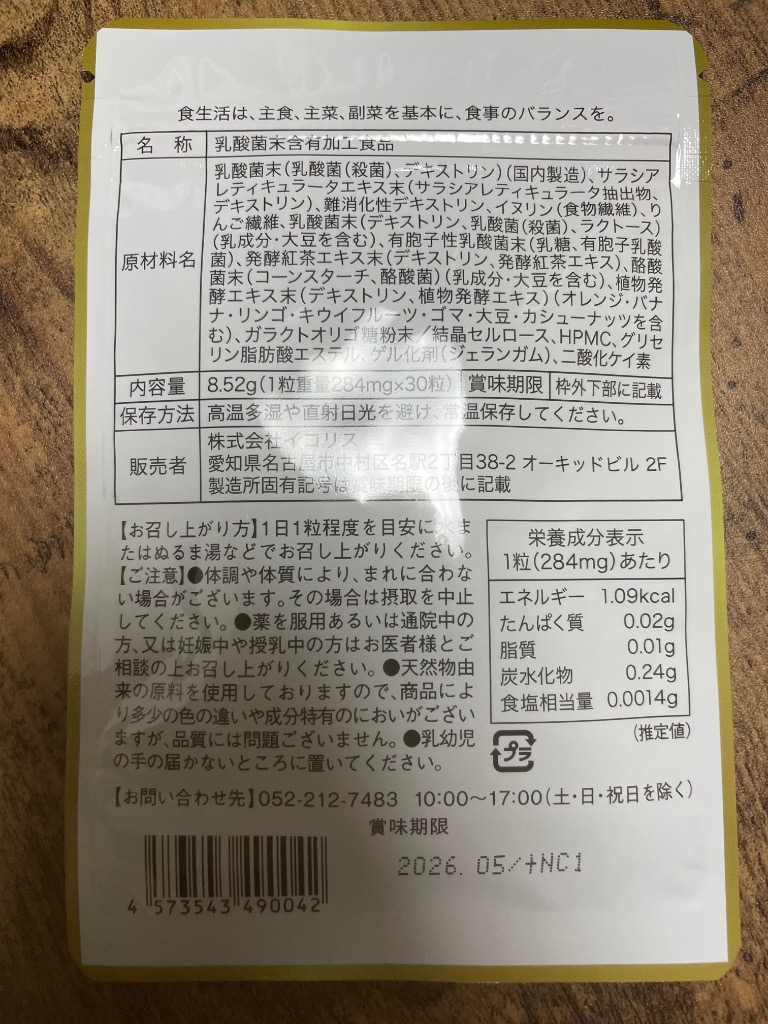 食生活は、主食、主菜、副菜を基本に、食事のバランスを。
名 称 乳酸菌末含有加工食品
原材料名
乳酸菌末(乳酸菌(殺菌)、デキストリン)(国内製造)、サラシア
レティキュラータエキス末(サラシアレティキュラータ抽出物、
デキストリン)、難消化性デキストリン、イヌリン(食物繊維)、り
んご繊維、乳酸菌末(デキストリン、乳酸菌(殺菌)、ラクトース)
(乳成分・大豆を含む)、有胞子性乳酸菌末(乳糖、有胞子乳酸
菌)、発酵紅茶エキス末(デキストリン、発酵紅茶エキス)、酪酸
菌末(コーンスターチ、酪酸菌)(乳成分・大豆を含む)、植物発
酵エキス末(デキストリン、植物発酵エキス)(オレンジ・バナ
ナ・リンゴ・キウイフルーツ・ゴマ・大豆・カシューナッツを含
む)、ガラクトオリゴ糖粉末/結晶セルロース、HPMC、グリセ
リン脂肪酸エステル、ゲル化剤(ジェランガム)、二酸化ケイ素
内容量 8.52g(1粒重量284mg×30粒) 賞味期限 枠外下部に記載
保存方法 高温多湿や直射日光を避け、常温保存してください。
販売者
株式会社イコリス
愛知県名古屋市中村区名駅2丁目38-2 オーキッドビル 2F
製造所固有記号は賞味期限の後に記載
【お召し上がり方】1日1粒程度を目安に、水ま
たはぬるま湯などでお召し上がりください。
【ご注意】●体調や体質により、まれに合わな
い場合がございます。その場合は摂取を中止
してください。●薬を服用あるいは通院中の
方、又は妊娠中や授乳中の方はお医者様とご
相談の上お召し上がりください。●天然物由
来の原料を使用しておりますので、商品によ
り多少の色の違いや成分特有のにおいがござい
ますが、品質には問題ございません。●乳幼児
の手の届かないところに置いてください。
栄養成分表示
1粒(284mg)あたり
エネルギー 1.09kcal
たんぱく質 0.02g
脂質 0.01g
炭水化物 0.24g
食塩相当量 0.0014g
(推定値)
プラ
【お問い合わせ先】052-212-7483 10:00〜17:00(土・日・祝日を除く)
賞味期限
2026. 05/+NC1
4 573543 490042